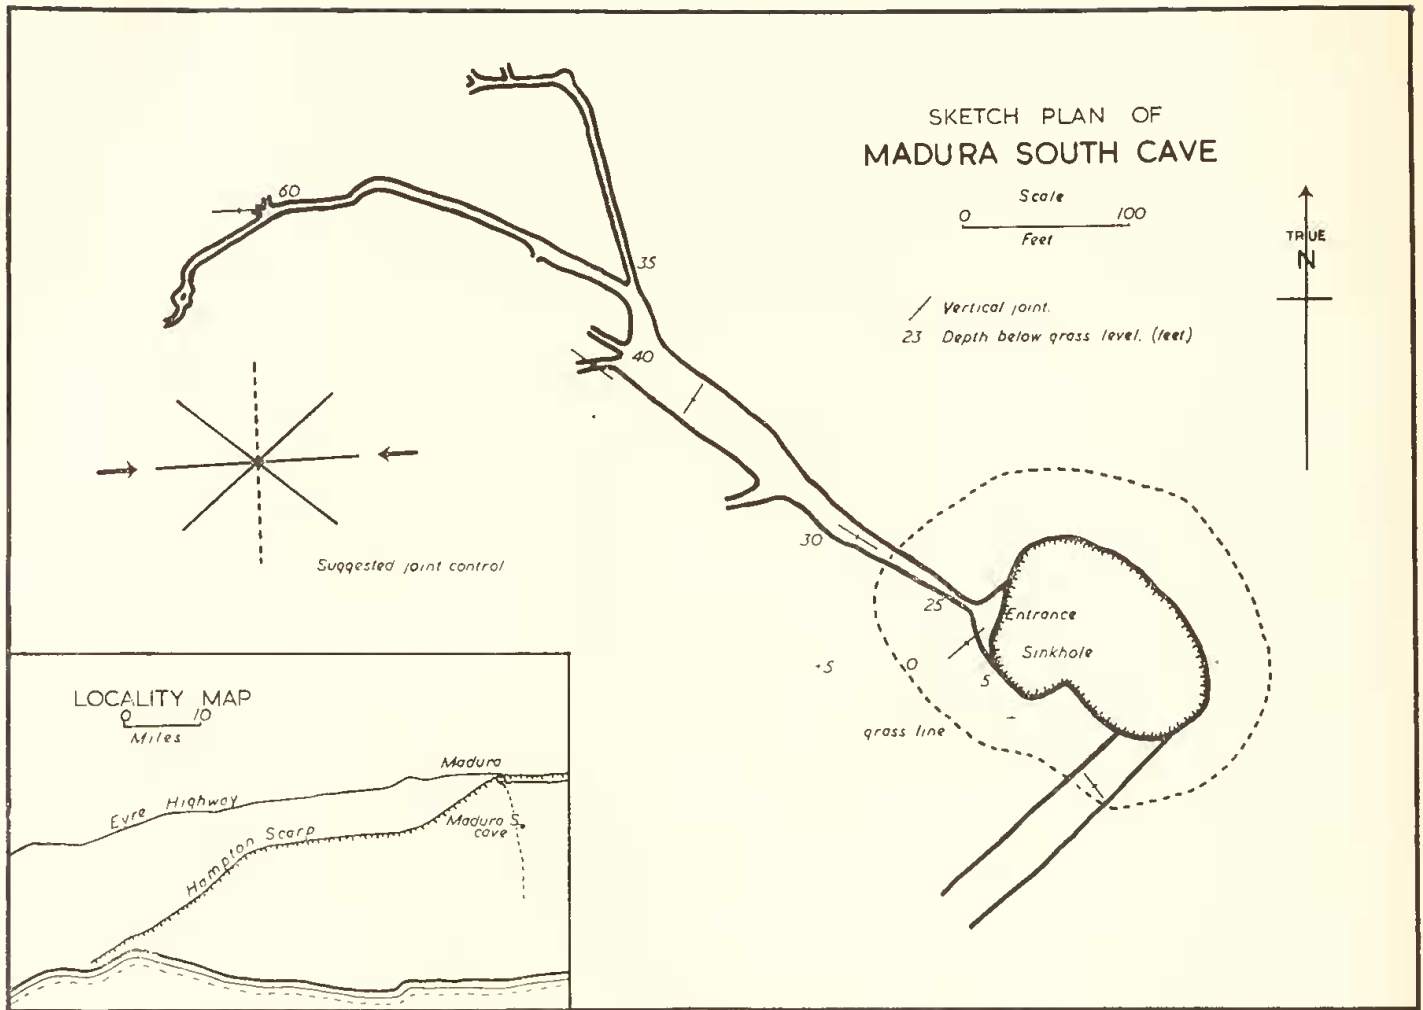 SKETCH PLAN OF
MADURA SOUTH CAVE
Scale
0 100
Feet
TRUE
N
Vertical joint.
23 Depth below grass level. (feet)
60
35
40
30
25
Entrance
Sinkhole
+5 0 5
grass line
Suggested joint control
LOCALITY MAP
0 10
Miles
Madura
Eyre Highway
Hampton Scarp
Madura S.
cave